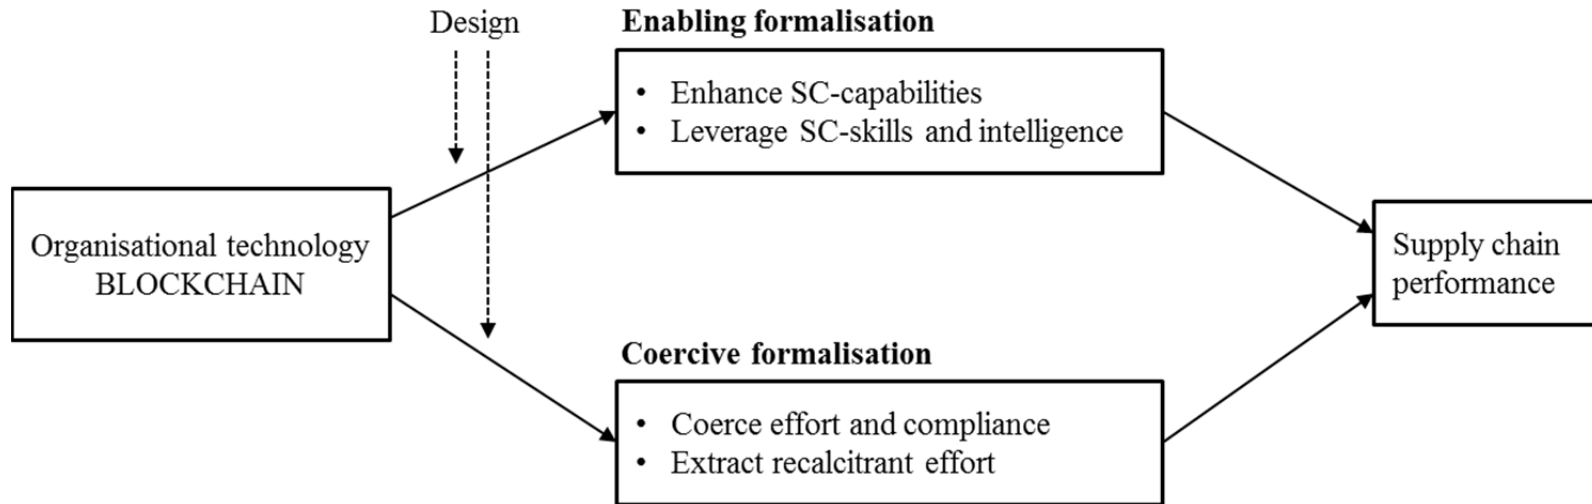 Design
Enabling formalisation
• Enhance SC-capabilities
• Leverage SC-skills and intelligence
Organisational technology
BLOCKCHAIN
Supply chain
performance
Coercive formalisation
• Coerce effort and compliance
• Extract recalcitrant effort